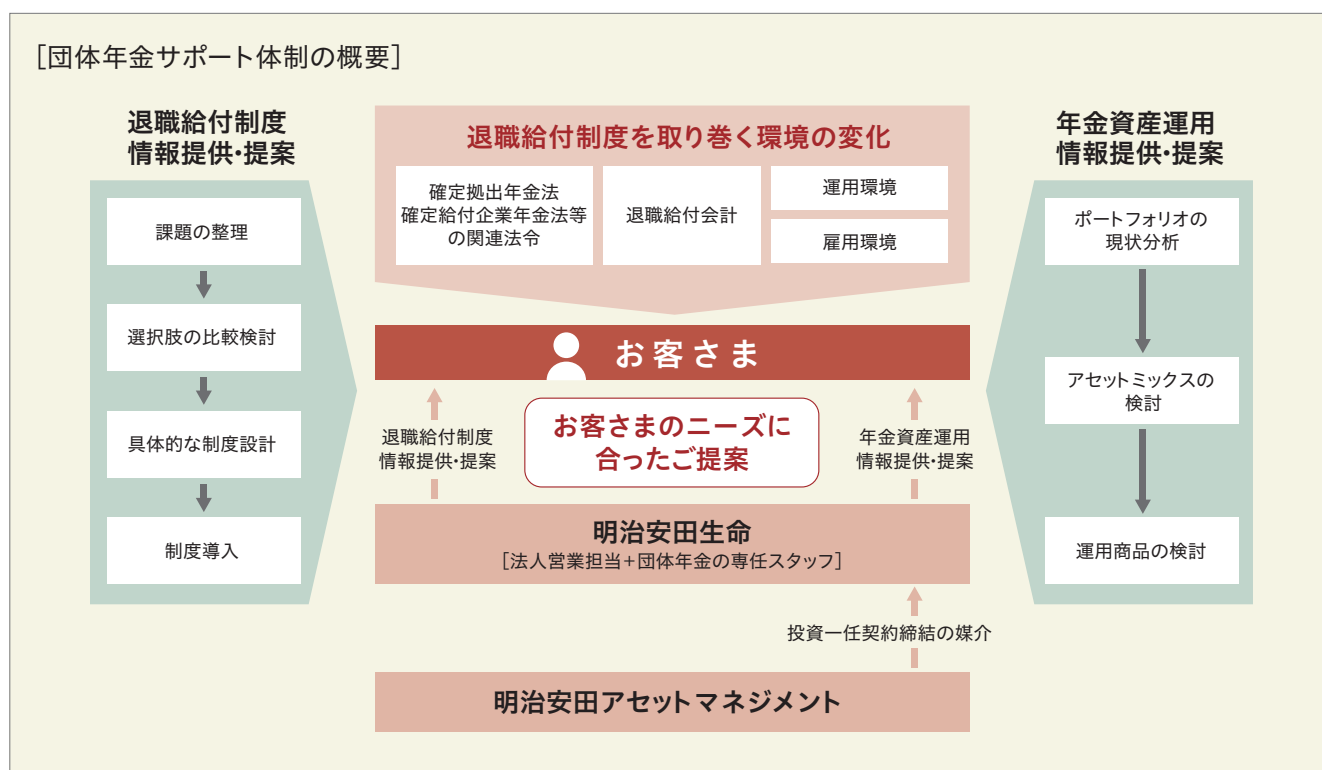 ［団体年金サポート体制の概要］
退職給付制度
情報提供・提案
課題の整理
選択肢の比較検討
具体的な制度設計
制度導入
退職給付制度を取り巻く環境の変化
確定拠出年金法
確定給付企業年金法等
の関連法令
退職給付会計
運用環境
雇用環境
お客さま
退職給付制度
情報提供・提案
お客さまのニーズに
合ったご提案
年金資産運用
情報提供・提案
明治安田生命
［法人営業担当＋団体年金の専任スタッフ］
投資一任契約締結の媒介
明治安田アセットマネジメント
年金資産運用
情報提供・提案
ポートフォリオの
現状分析
アセットミックスの
検討
運用商品の検討